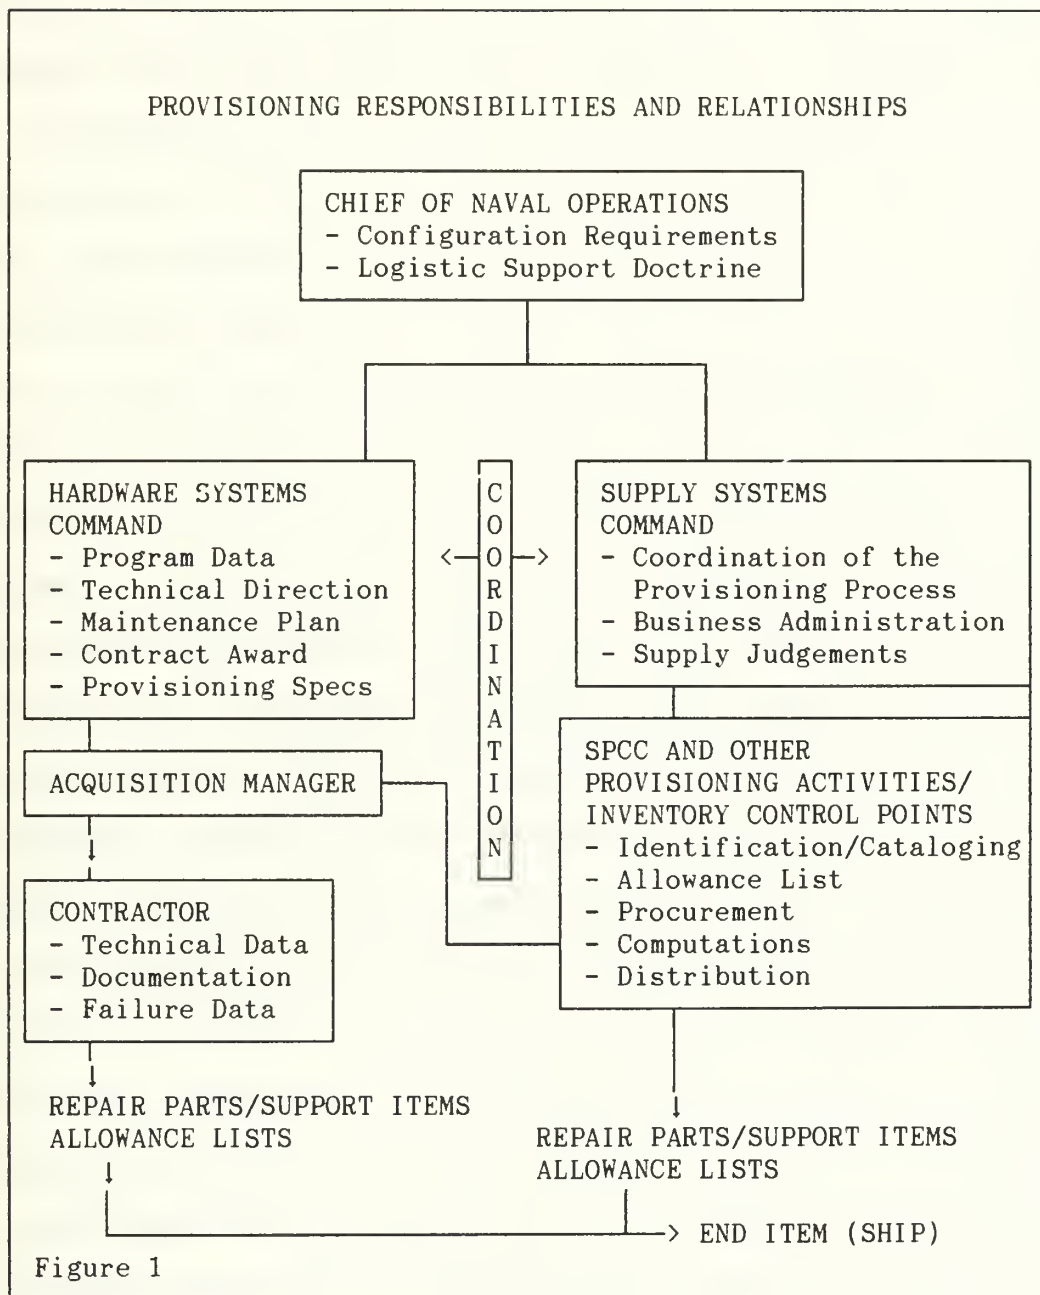 PROVISIONING RESPONSIBILITIES AND RELATIONSHIPS
CHIEF OF NAVAL OPERATIONS
- Configuration Requirements
- Logistic Support Doctrine
HARDWARE SYSTEMS
COMMAND
- Program Data
- Technical Direction
- Maintenance Plan
- Contract Award
- Provisioning Specs
COORDINATION
SUPPLY SYSTEMS
COMMAND
- Coordination of the
Provisioning Process
- Business Administration
- Supply Judgements
ACQUISITION MANAGER
SPCC AND OTHER
PROVISIONING ACTIVITIES/
INVENTORY CONTROL POINTS
- Identification/Cataloging
- Allowance List
- Procurement
- Computations
- Distribution
CONTRACTOR
- Technical Data
- Documentation
- Failure Data
REPAIR PARTS/SUPPORT ITEMS
ALLOWANCE LISTS
REPAIR PARTS/SUPPORT ITEMS
ALLOWANCE LISTS
END ITEM (SHIP)
Figure 1